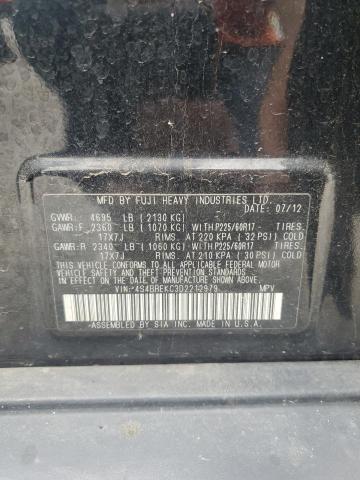 MFD BY FUJI HEAVY INDUSTRIES LTD.
DATE: 07/12
GVWR: 4695 LB ( 2130 KG)
GAWR:F 2360 LB ( 1070 KG) WITH P225/60R17 TIRES.
17X7J RIMS. AT 220 KPA ( 32 PSI) COLD
GAWR:R 2340 LB ( 1060 KG) WITH P225/60R17 TIRES.
17X7J RIMS. AT 210 KPA ( 30 PSI) COLD
THIS VEHICLE CONFORMS TO ALL APPLICABLE FEDERAL MOTOR VEHICLE SAFETY, BUMPER, AND THEFT
PREVENTION STANDARDS IN EFFECT ON THE DATE OF MANUFACTURE SHOWN ABOVE.
VIN: 4S4BREKC3D2212979 MPV
ASSEMBLED BY SIA INC. MADE IN U.S.A.